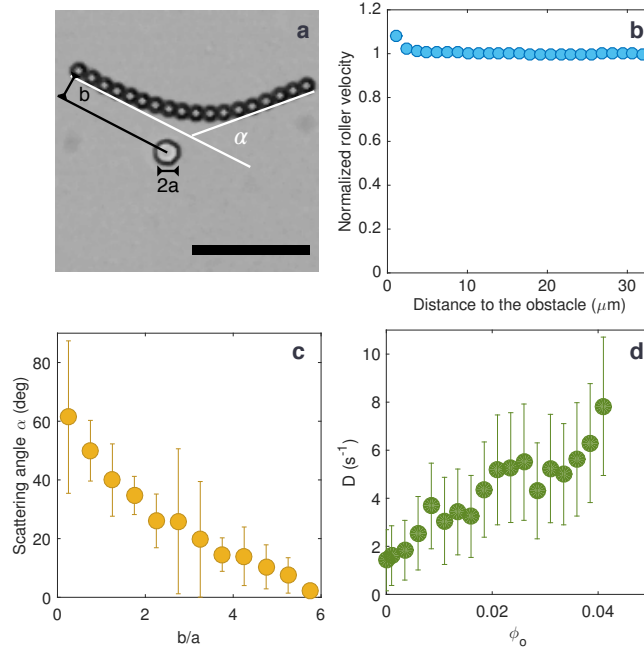 a
b
α
2a
b
Normalized roller velocity
1.2
1
0.8
0.6
0.4
0.2
0
0 10 20 30
Distance to the obstacle (μm)
c
Scattering angle α (deg)
80
60
40
20
0
0 2 4 6
b/a
d
D (s⁻¹)
10
8
6
4
2
0
0 0.02 0.04
ϕₒ